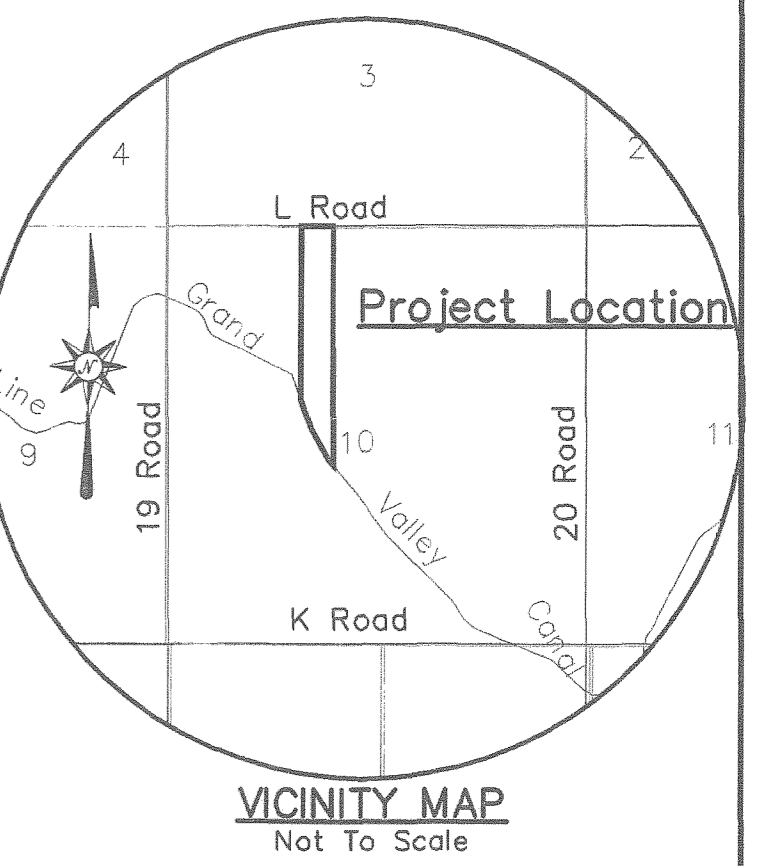 3
4
2
L Road
Grand
Project Location
Line
N
19 Road
20 Road
10
11
9
Valley
K Road
Canal
VICINITY MAP
Not To Scale